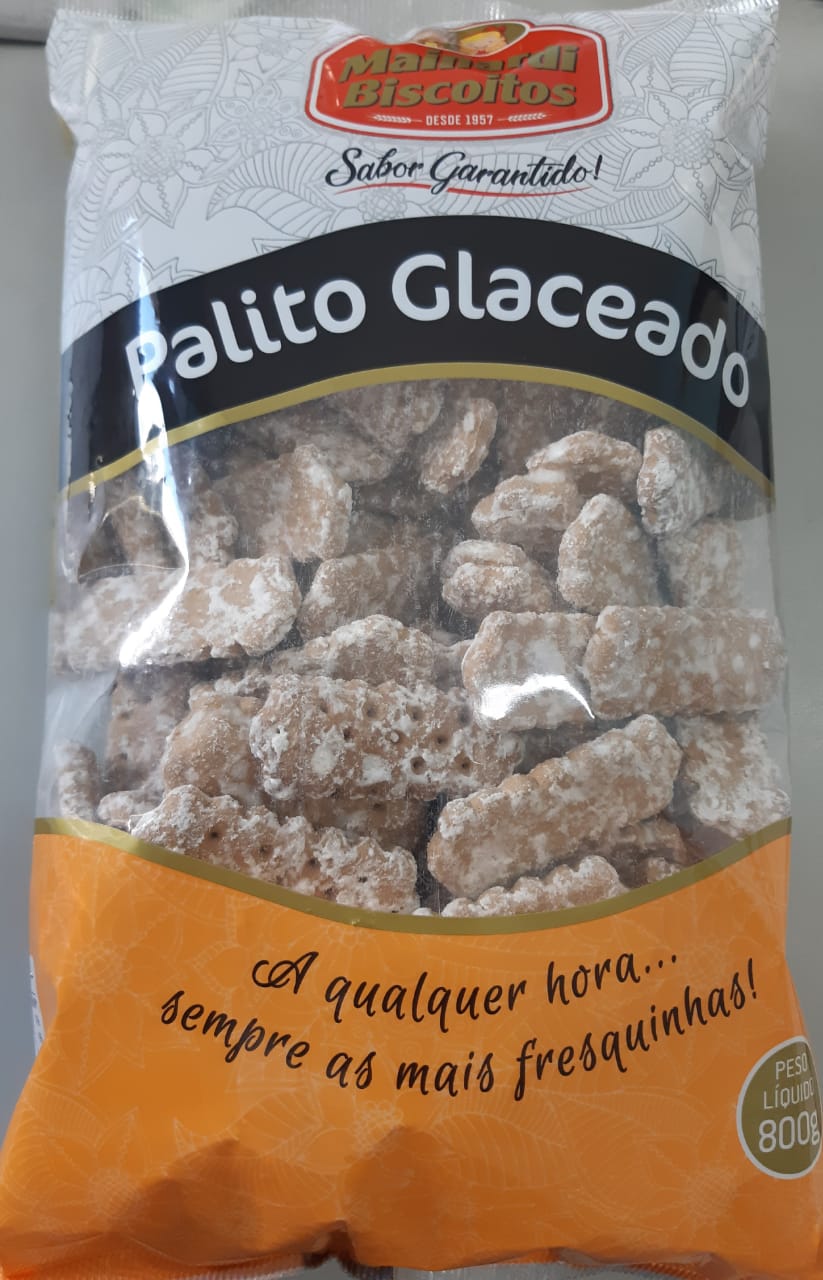 Mainardi
Biscoitos
DESDE 1957
Sabor Garantido!
Palito Glaceado
A qualquer hora...
sempre as mais fresquinhas!
PESO
LÍQUIDO
800g